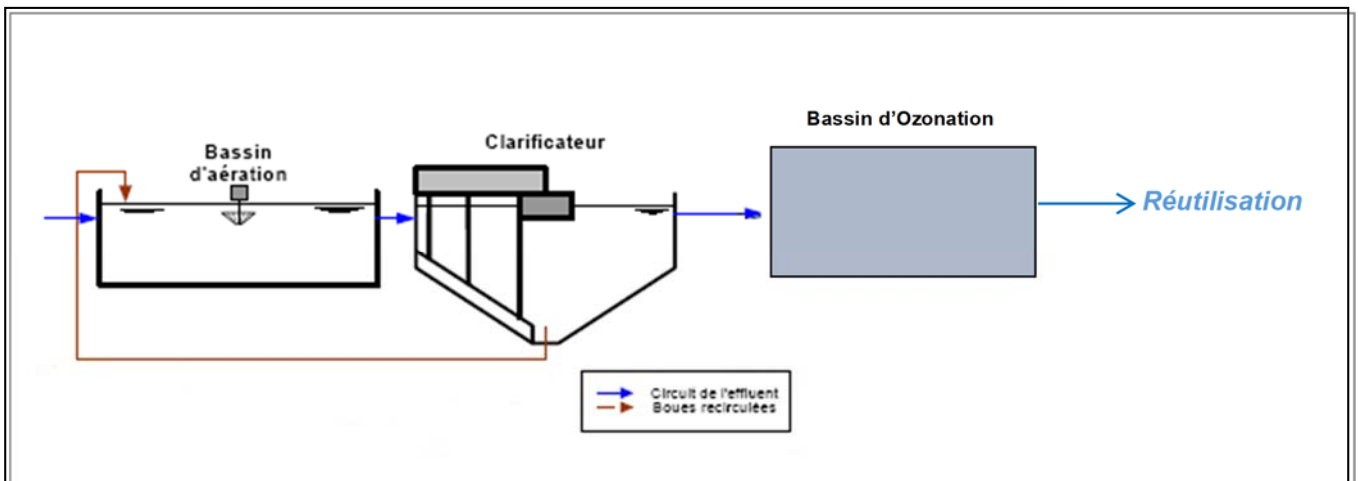 Bassin d'Ozonation
Clarificateur
Bassin
d'aération
Réutilisation
Circuit de l'effluent
Boues recirculées